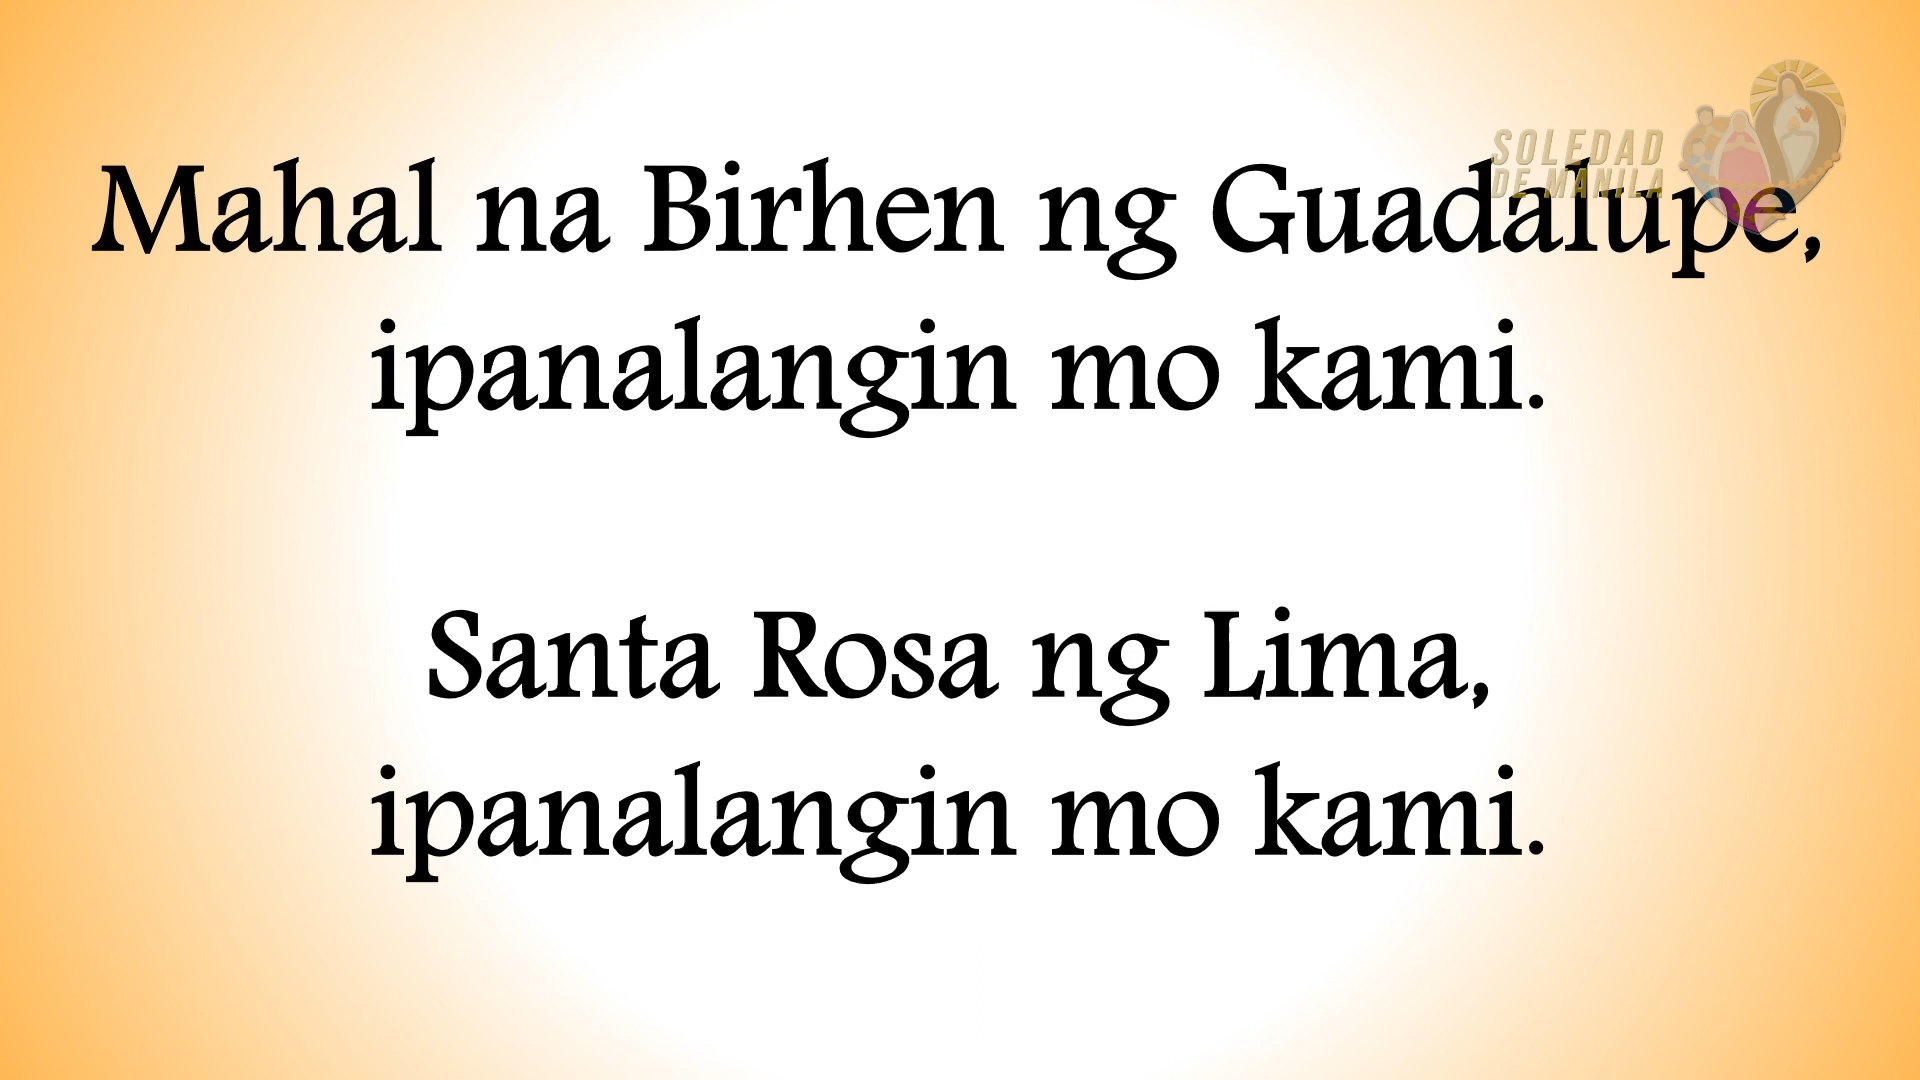 SOLEDAD
DE MANILA
Mahal na Birhen ng Guadalupe,
ipanalangin mo kami.
Santa Rosa ng Lima,
ipanalangin mo kami.